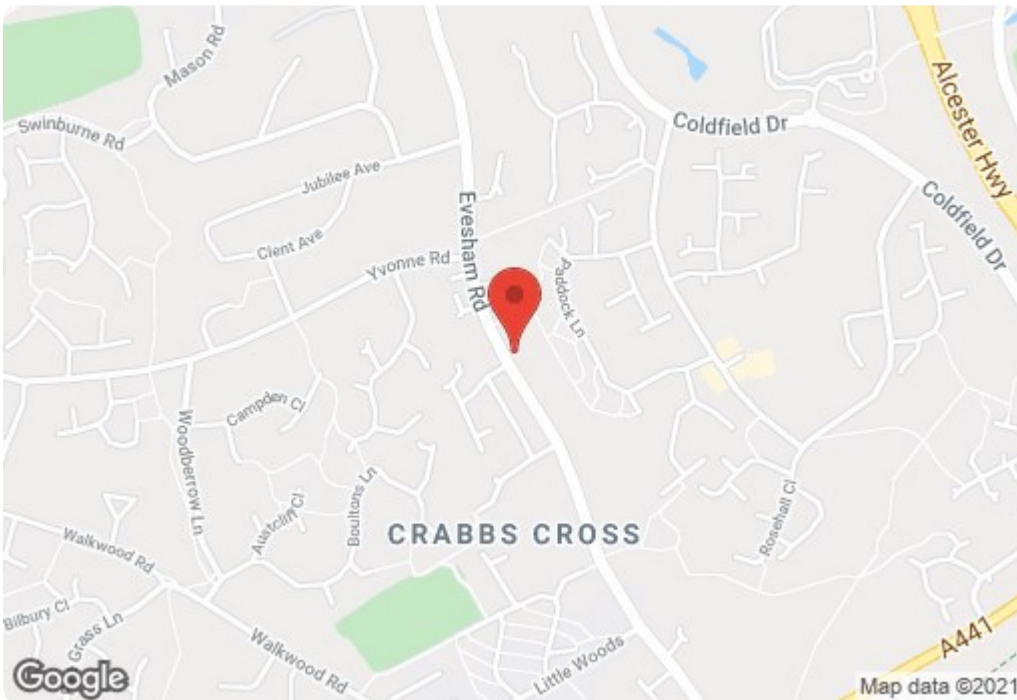 Mason Rd
Swinburne Rd
Jubilee Ave
Clent Ave
Yvonne Rd
Evesham Rd
Coldfield Dr
Alcester Hwy
Coldfield Dr
Paddock Ln
Campden Cl
Woodberrow Ln
Boultons Ln
Austcliff Cl
CRABBS CROSS
Rosehall Cl
Walkwood Rd
Bilbury Cl
Grass Ln
Walkwood Rd
Little Woods
A441
Google
Map data ©2021